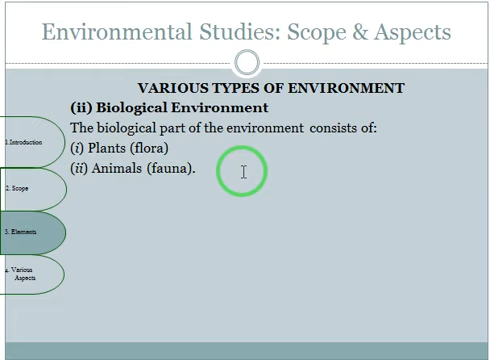 Environmental Studies: Scope & Aspects
VARIOUS TYPES OF ENVIRONMENT
(ii) Biological Environment
The biological part of the environment consists of:
(i) Plants (flora)
(ii) Animals (fauna).
1.Introduction
2. Scope
3. Elements
4. Various
Aspects